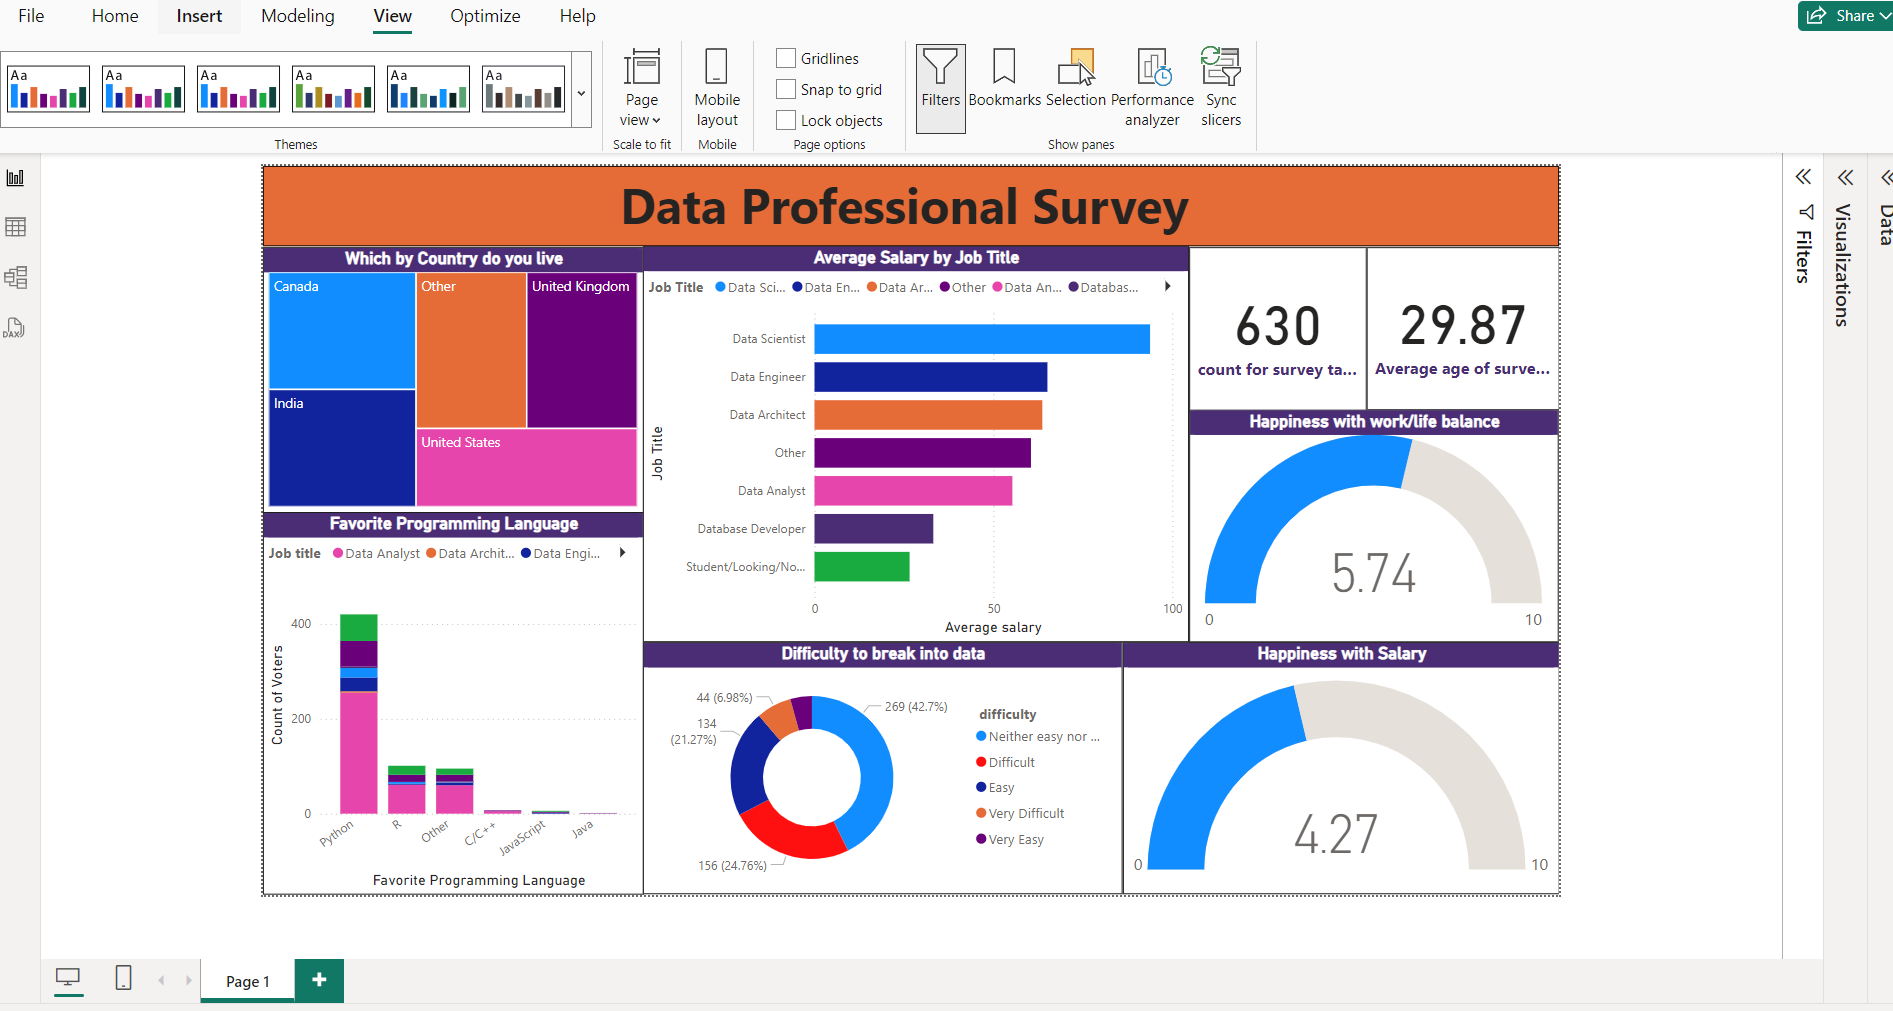 File Home Insert Modeling View Optimize Help Share
Aa Aa Aa Aa Aa Aa
Themes
Page view
Scale to fit
Mobile layout
Mobile
Gridlines
Snap to grid
Lock objects
Page options
Filters Bookmarks Selection Performance analyzer Sync slicers
Show panes
DAX
Data Professional Survey
Which by Country do you live
Canada
Other
United Kingdom
India
United States
Favorite Programming Language
Job title Data Analyst Data Archit... Data Engi...
Count of Voters
400
200
0
Python R Other C/C++ JavaScript Java
Favorite Programming Language
Average Salary by Job Title
Job Title Data Sci... Data En... Data Ar... Other Data An... Databas...
Job Title
Data Scientist
Data Engineer
Data Architect
Other
Data Analyst
Database Developer
Student/Looking/No...
0 50 100
Average salary
630
count for survey ta...
29.87
Average age of surve...
Happiness with work/life balance
5.74
0 10
Difficulty to break into data
44 (6.98%)
134
(21.27%)
269 (42.7%)
156 (24.76%)
difficulty
Neither easy nor ...
Difficult
Easy
Very Difficult
Very Easy
Happiness with Salary
4.27
0 10
Filters
Visualizations
Data
Page 1